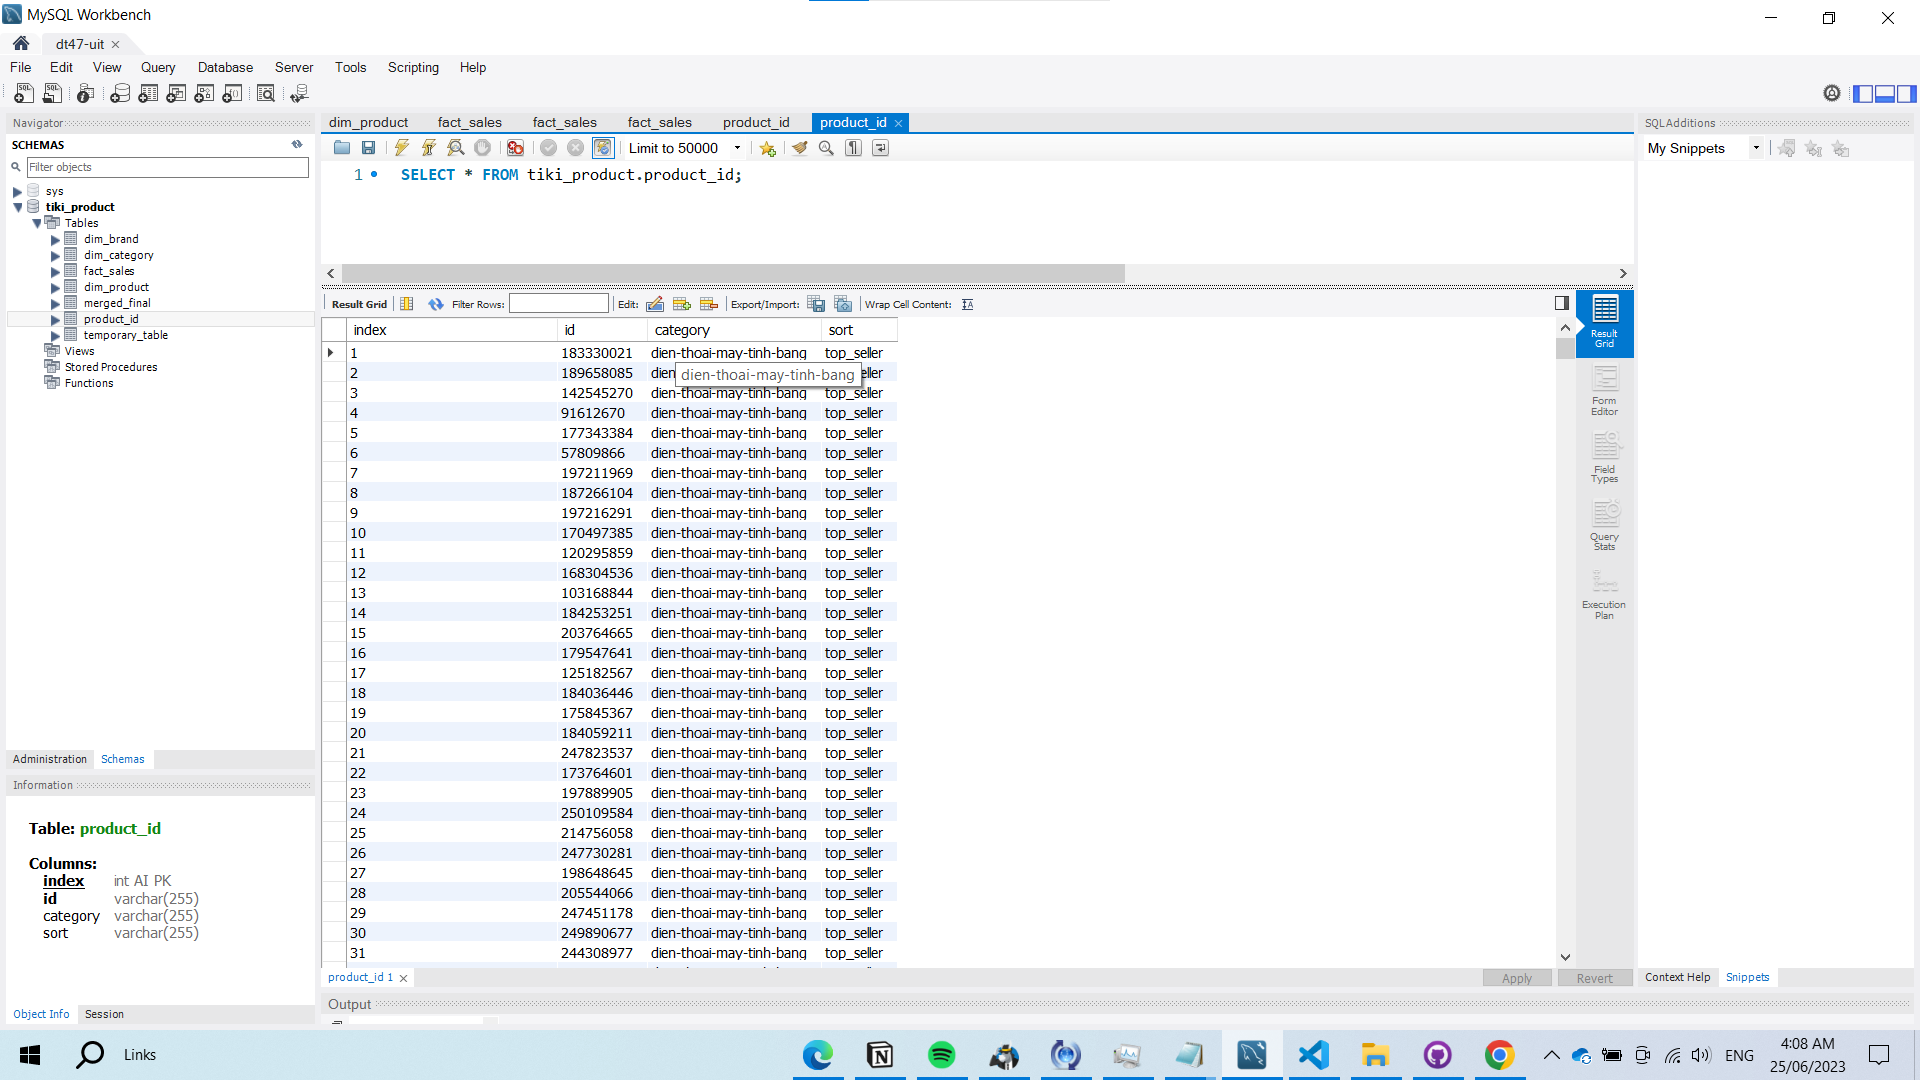 MySQL Workbench
dt47-uit
File Edit View Query Database Server Tools Scripting Help
Navigator
SCHEMAS
Filter objects
sys
tiki_product
Tables
dim_brand
dim_category
fact_sales
dim_product
merged_final
product_id
temporary_table
Views
Stored Procedures
Functions
Administration Schemas
Information
Table: product_id
Columns:
index int AI PK
id varchar(255)
category varchar(255)
sort varchar(255)
Object Info Session
dim_product fact_sales fact_sales fact_sales product_id product_id
Limit to 50000
1 SELECT * FROM tiki_product.product_id;
Result Grid Filter Rows: Edit: Export/Import: Wrap Cell Content:
index id category sort
1 183330021 dien-thoai-may-tinh-bang top_seller
2 189658085 dien seller
dien-thoai-may-tinh-bang
3 142545270 dien-thoai-may-tinh-bang top_seller
4 91612670 dien-thoai-may-tinh-bang top_seller
5 177343384 dien-thoai-may-tinh-bang top_seller
6 57809866 dien-thoai-may-tinh-bang top_seller
7 197211969 dien-thoai-may-tinh-bang top_seller
8 187266104 dien-thoai-may-tinh-bang top_seller
9 197216291 dien-thoai-may-tinh-bang top_seller
10 170497385 dien-thoai-may-tinh-bang top_seller
11 120295859 dien-thoai-may-tinh-bang top_seller
12 168304536 dien-thoai-may-tinh-bang top_seller
13 103168844 dien-thoai-may-tinh-bang top_seller
14 184253251 dien-thoai-may-tinh-bang top_seller
15 203764665 dien-thoai-may-tinh-bang top_seller
16 179547641 dien-thoai-may-tinh-bang top_seller
17 125182567 dien-thoai-may-tinh-bang top_seller
18 184036446 dien-thoai-may-tinh-bang top_seller
19 175845367 dien-thoai-may-tinh-bang top_seller
20 184059211 dien-thoai-may-tinh-bang top_seller
21 247823537 dien-thoai-may-tinh-bang top_seller
22 173764601 dien-thoai-may-tinh-bang top_seller
23 197889905 dien-thoai-may-tinh-bang top_seller
24 250109584 dien-thoai-may-tinh-bang top_seller
25 214756058 dien-thoai-may-tinh-bang top_seller
26 247730281 dien-thoai-may-tinh-bang top_seller
27 198648645 dien-thoai-may-tinh-bang top_seller
28 205544066 dien-thoai-may-tinh-bang top_seller
29 247451178 dien-thoai-may-tinh-bang top_seller
30 249890677 dien-thoai-may-tinh-bang top_seller
31 244308977 dien-thoai-may-tinh-bang top_seller
product_id 1
Apply Revert
Output
Result
Grid
Form
Editor
Field
Types
Query
Stats
Execution
Plan
SQLAdditions
My Snippets
Context Help Snippets
Links
ENG
4:08 AM
25/06/2023